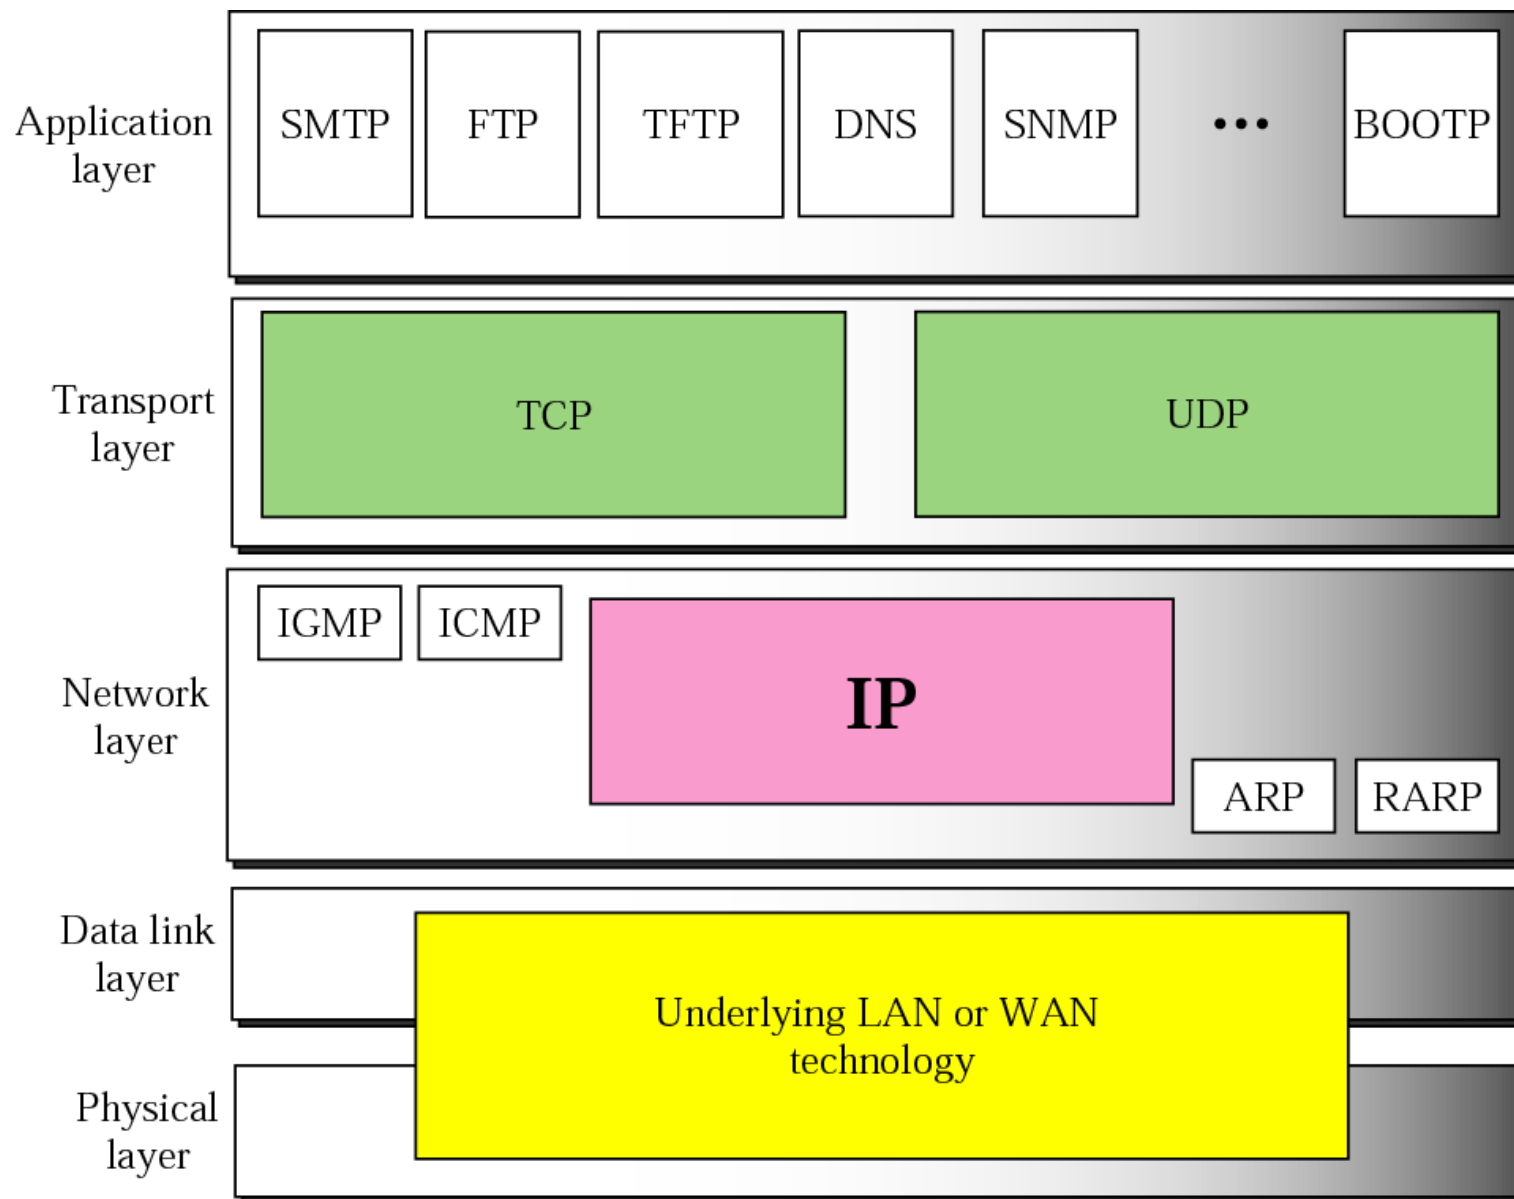 Application
layer
SMTP
FTP
TFTP
DNS
SNMP
•••
BOOTP
Transport
layer
TCP
UDP
Network
layer
IGMP
ICMP
IP
ARP
RARP
Data link
layer
Underlying LAN or WAN
technology
Physical
layer